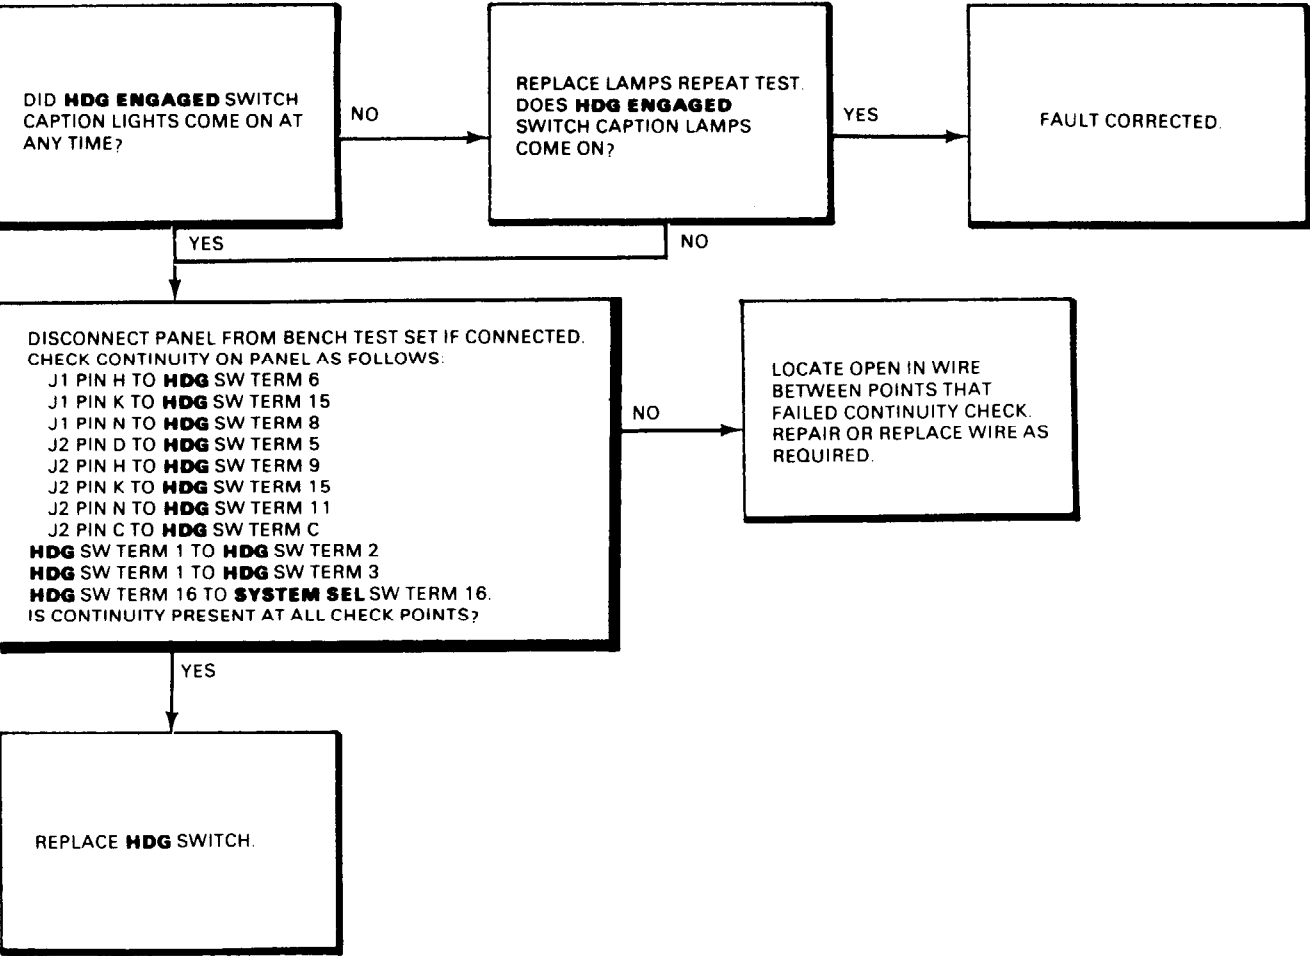 DID HDG ENGAGED SWITCH
CAPTION LIGHTS COME ON AT
ANY TIME?
NO
REPLACE LAMPS REPEAT TEST.
DOES HDG ENGAGED
SWITCH CAPTION LAMPS
COME ON?
YES
FAULT CORRECTED.
YES
NO
DISCONNECT PANEL FROM BENCH TEST SET IF CONNECTED.
CHECK CONTINUITY ON PANEL AS FOLLOWS:
J1 PIN H TO HDG SW TERM 6
J1 PIN K TO HDG SW TERM 15
J1 PIN N TO HDG SW TERM 8
J2 PIN D TO HDG SW TERM 5
J2 PIN H TO HDG SW TERM 9
J2 PIN K TO HDG SW TERM 15
J2 PIN N TO HDG SW TERM 11
J2 PIN C TO HDG SW TERM C
HDG SW TERM 1 TO HDG SW TERM 2
HDG SW TERM 1 TO HDG SW TERM 3
HDG SW TERM 16 TO SYSTEM SEL SW TERM 16.
IS CONTINUITY PRESENT AT ALL CHECK POINTS?
NO
LOCATE OPEN IN WIRE
BETWEEN POINTS THAT
FAILED CONTINUITY CHECK.
REPAIR OR REPLACE WIRE AS
REQUIRED.
YES
REPLACE HDG SWITCH.